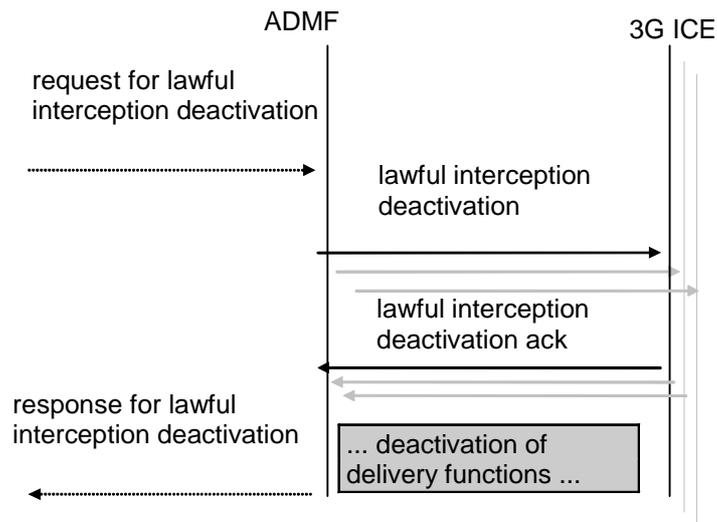 ADMF
3G ICE
request for lawful
interception deactivation
lawful interception
deactivation
lawful interception
deactivation ack
response for lawful
interception deactivation
... deactivation of
delivery functions ...